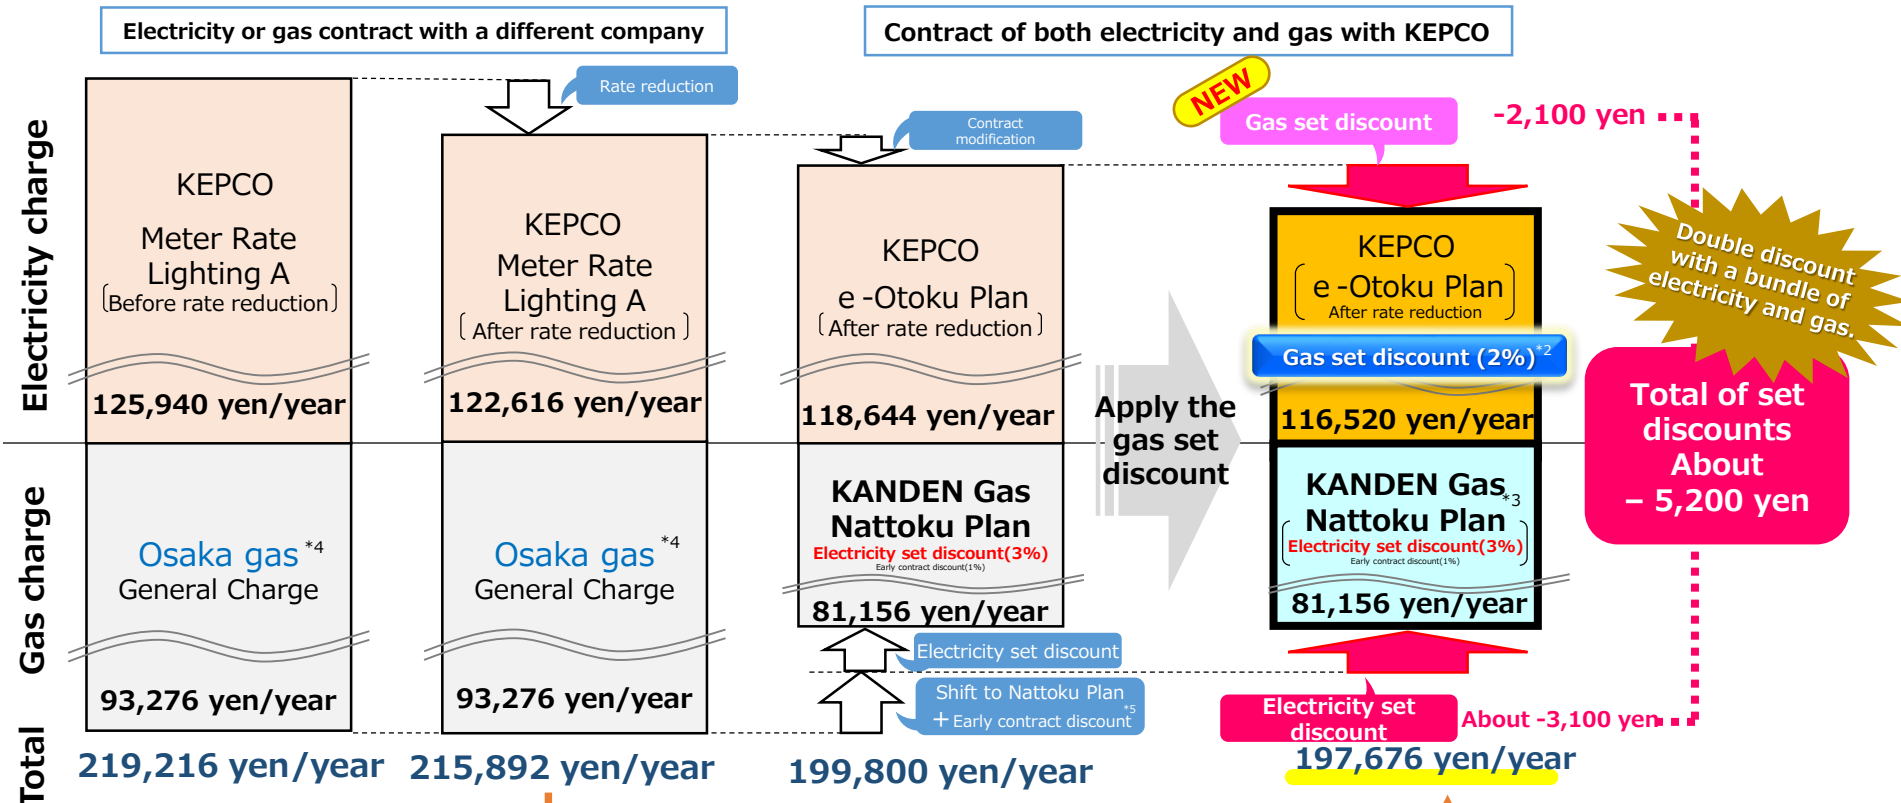 Electricity or gas contract with a different company
Contract of both electricity and gas with KEPCO
Electricity charge
Gas charge
Total
KEPCO
Meter Rate
Lighting A
(Before rate reduction)
125,940 yen/year
Osaka gas *4
General Charge
93,276 yen/year
219,216 yen/year
Rate reduction
KEPCO
Meter Rate
Lighting A
( After rate reduction )
122,616 yen/year
Osaka gas *4
General Charge
93,276 yen/year
215,892 yen/year
Contract
modification
KEPCO
e -Otoku Plan
( After rate reduction )
118,644 yen/year
KANDEN Gas
Nattoku Plan
Electricity set discount(3%)
Early contract discount(1%)
81,156 yen/year
Electricity set discount
Shift to Nattoku Plan
+ Early contract discount *5
199,800 yen/year
Apply the
gas set
discount
NEW
Gas set discount
-2,100 yen
KEPCO
e -Otoku Plan
After rate reduction
Gas set discount (2%) *2
116,520 yen/year
KANDEN Gas
Nattoku Plan *3
Electricity set discount(3%)
Early contract discount(1%)
81,156 yen/year
Electricity set
discount
About -3,100 yen
197,676 yen/year
Double discount
with a bundle of
electricity and gas.
Total of set
discounts
About
– 5,200 yen